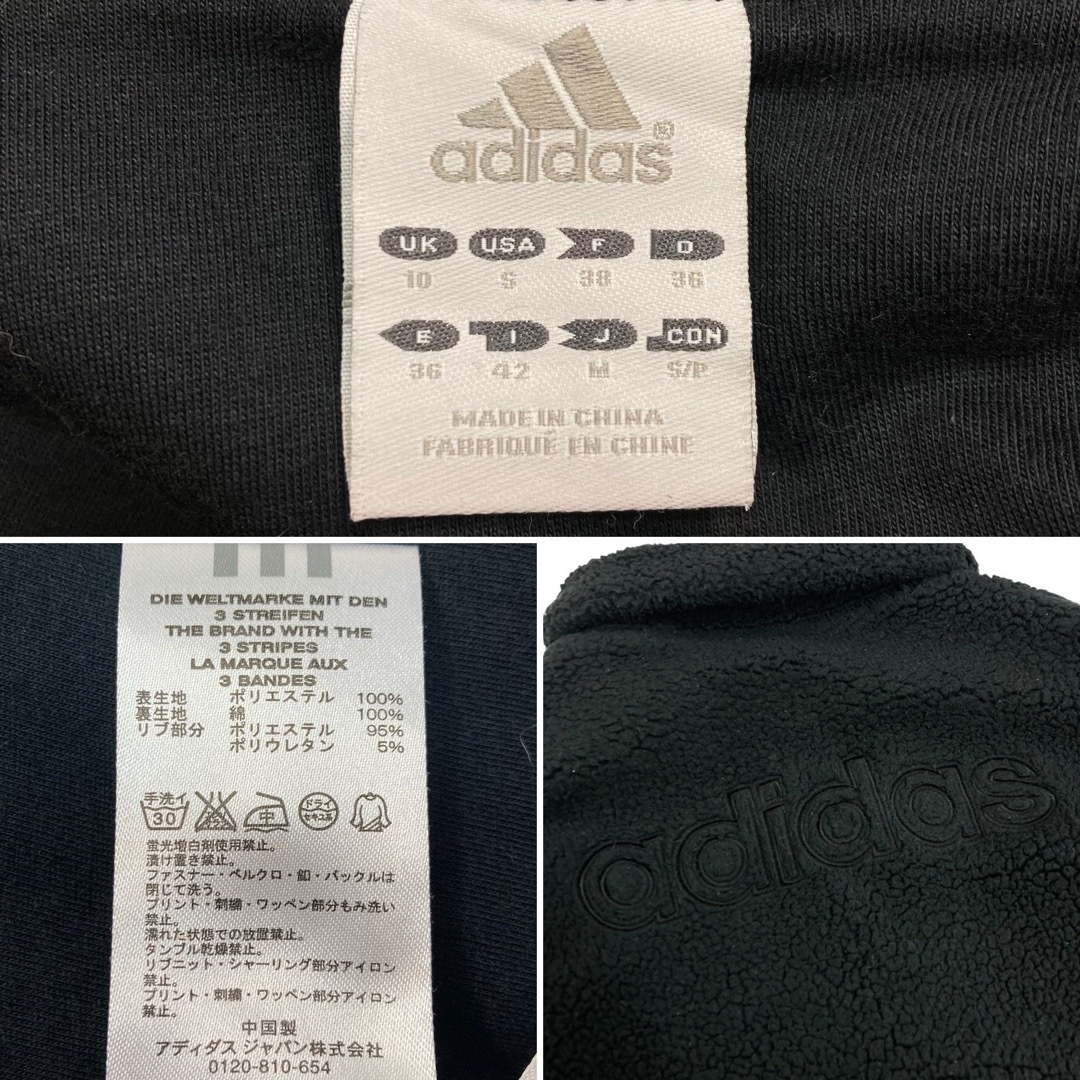 adidas®
UK USA F D
10 S 38 36
E I J CON
36 42 M S/P
MADE IN CHINA
FABRIQUÉ EN CHINE
DIE WELTMARKE MIT DEN
3 STREIFEN
THE BRAND WITH THE
3 STRIPES
LA MARQUE AUX
3 BANDES
表生地 ポリエステル 100%
裏生地 綿 100%
リブ部分 ポリエステル 95%
ポリウレタン 5%
手洗イ 30 中 ドライ セキユ系
蛍光増白剤使用禁止。
漬け置き禁止。
ファスナー・ベルクロ・釦・バックルは
閉じて洗う。
プリント・刺繍・ワッペン部分もみ洗い
禁止。
濡れた状態での放置禁止。
タンブル乾燥禁止。
リブニット・シャーリング部分アイロン
禁止。
プリント・刺繍・ワッペン部分アイロン
禁止。
中国製
アディダス ジャパン株式会社
0120-810-654
adidas